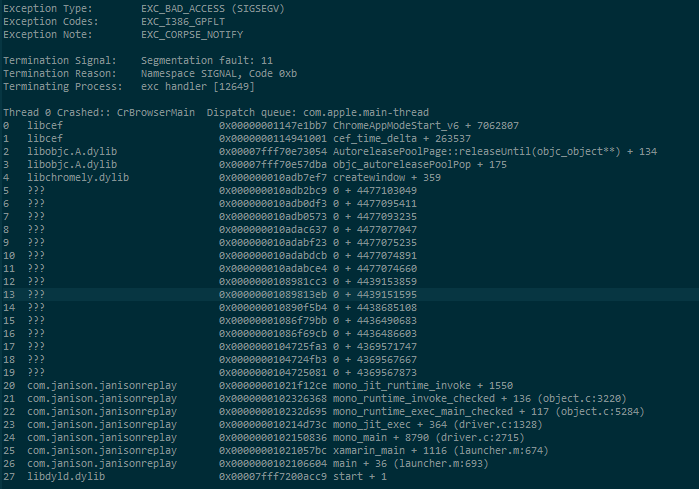 Exception Type:        EXC_BAD_ACCESS (SIGSEGV)
Exception Codes:       EXC_I386_GPFLT
Exception Note:        EXC_CORPSE_NOTIFY
Termination Signal:    Segmentation fault: 11
Termination Reason:    Namespace SIGNAL, Code 0xb
Terminating Process:   exc handler [12649]
Thread 0 Crashed:: CrBrowserMain  Dispatch queue: com.apple.main-thread
0   libcef                        0x00000001147e1bb7 ChromeAppModeStart_v6 + 7062807
1   libcef                        0x0000000114941001 cef_time_delta + 263537
2   libobjc.A.dylib               0x00007fff70e73054 AutoreleasePoolPage::releaseUntil(objc_object**) + 134
3   libobjc.A.dylib               0x00007fff70e57dba objc_autoreleasePoolPop + 175
4   libchromely.dylib             0x000000010adb7ef7 createwindow + 359
5   ???                           0x000000010adb2bc9 0 + 4477103049
6   ???                           0x000000010adb0df3 0 + 4477095411
7   ???                           0x000000010adb0573 0 + 4477093235
8   ???                           0x000000010adac637 0 + 4477077047
9   ???                           0x000000010adabf23 0 + 4477075235
10  ???                           0x000000010adabdcb 0 + 4477074891
11  ???                           0x000000010adabce4 0 + 4477074660
12  ???                           0x0000000108981cc3 0 + 4439153859
13  ???                           0x00000001089813eb 0 + 4439151595
14  ???                           0x000000010890f5b4 0 + 4438685108
15  ???                           0x00000001086f79bb 0 + 4436490683
16  ???                           0x00000001086f69cb 0 + 4436486603
17  ???                           0x0000000104725fa3 0 + 4369571747
18  ???                           0x0000000104724fb3 0 + 4369567667
19  ???                           0x0000000104725081 0 + 4369567873
20  com.janison.janisonreplay     0x00000001021f12ce mono_jit_runtime_invoke + 1550
21  com.janison.janisonreplay     0x0000000102326368 mono_runtime_invoke_checked + 136 (object.c:3220)
22  com.janison.janisonreplay     0x000000010232d695 mono_runtime_exec_main_checked + 117 (object.c:5284)
23  com.janison.janisonreplay     0x000000010214d73c mono_jit_exec + 364 (driver.c:1328)
24  com.janison.janisonreplay     0x0000000102150836 mono_main + 8790 (driver.c:2715)
25  com.janison.janisonreplay     0x00000001021057bc xamarin_main + 1116 (launcher.m:674)
26  com.janison.janisonreplay     0x0000000102106604 main + 36 (launcher.m:693)
27  libdyld.dylib                 0x00007fff7200acc9 start + 1